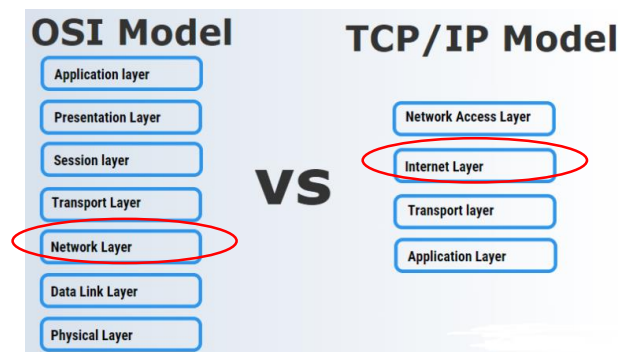 OSI Model
Application layer
Presentation Layer
Session layer
Transport Layer
Network Layer
Data Link Layer
Physical Layer
vs
TCP/IP Model
Network Access Layer
Internet Layer
Transport layer
Application Layer